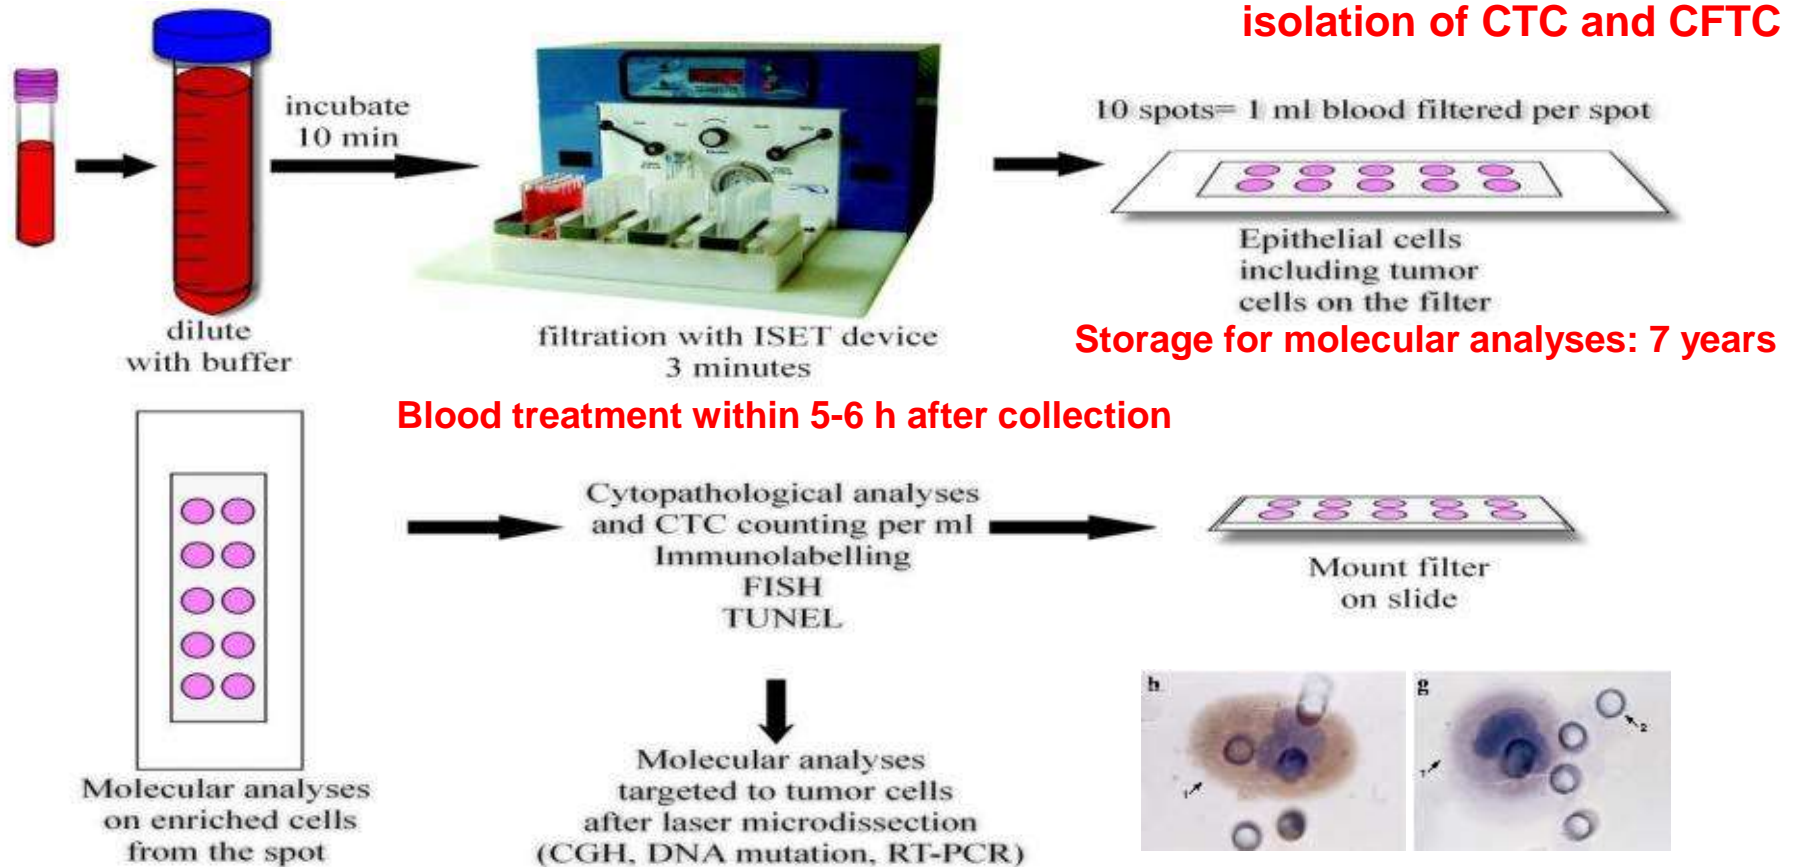 isolation of CTC and CFTC
incubate
10 min
10 spots= 1 ml blood filtered per spot
dilute
with buffer
filtration with ISET device
3 minutes
Epithelial cells
including tumor
cells on the filter
Storage for molecular analyses: 7 years
Blood treatment within 5-6 h after collection
Molecular analyses
on enriched cells
from the spot
Cytopathological analyses
and CTC counting per ml
Immunolabelling
FISH
TUNEL
Mount filter
on slide
Molecular analyses
targeted to tumor cells
after laser microdissection
(CGH, DNA mutation, RT-PCR)
h
1
g
2
1